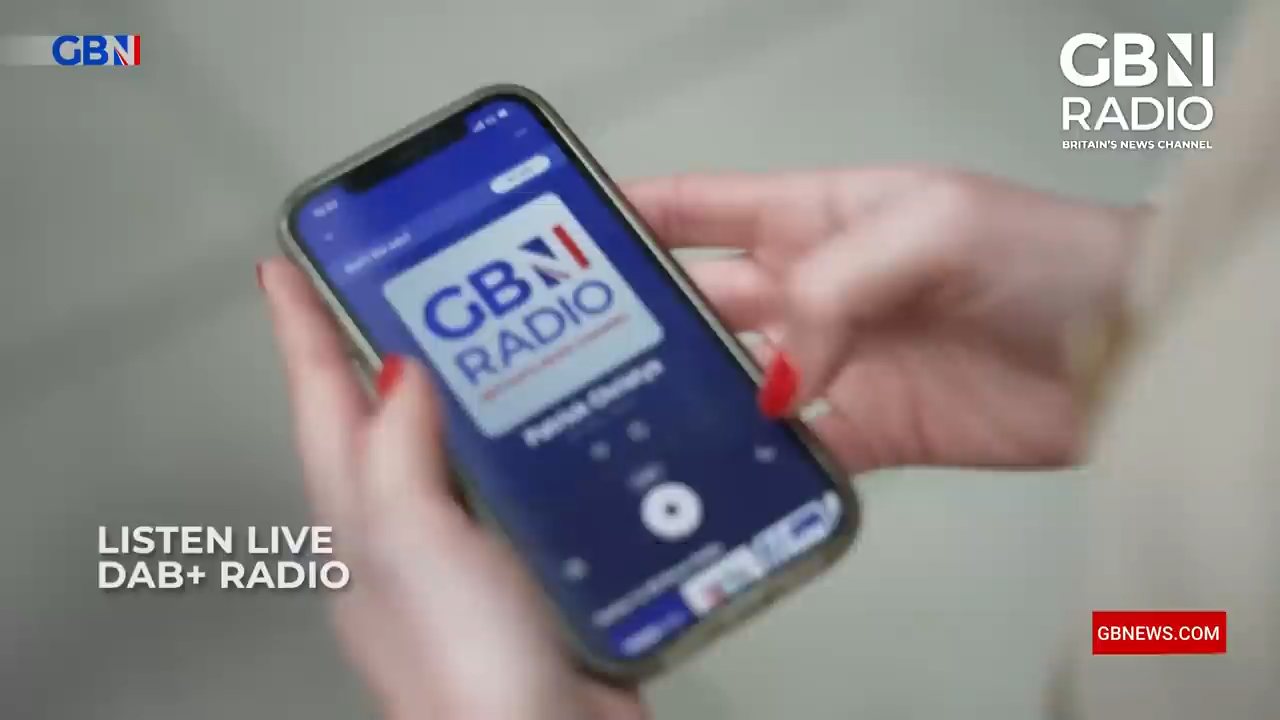 GBN
GBN
RADIO
BRITAIN'S NEWS CHANNEL
GBN
RADIO
LISTEN LIVE
DAB+ RADIO
GBNEWS.COM